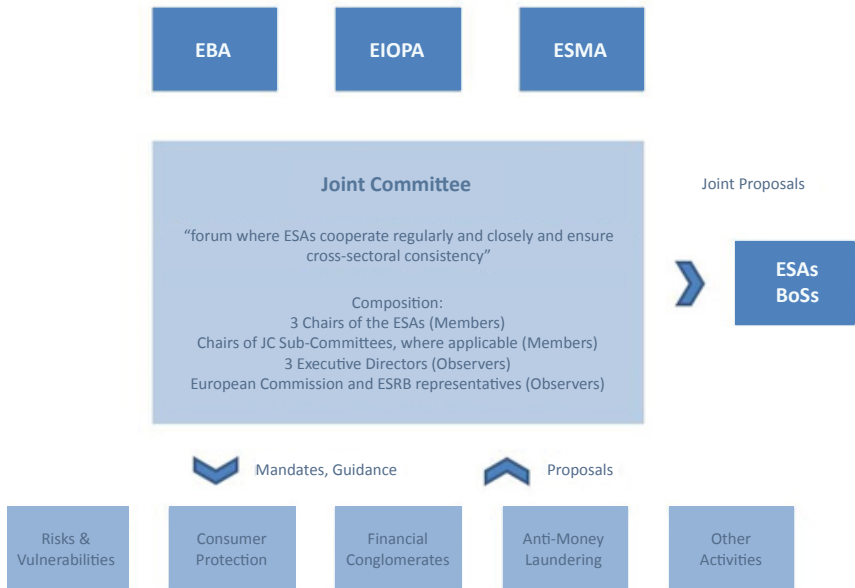 EBA
EIOPA
ESMA
Joint Committee
“forum where ESAs cooperate regularly and closely and ensure
cross-sectoral consistency”
Composition:
3 Chairs of the ESAs (Members)
Chairs of JC Sub-Committees, where applicable (Members)
3 Executive Directors (Observers)
European Commission and ESRB representatives (Observers)
Joint Proposals
ESAs
BoSs
Mandates, Guidance
Proposals
Risks &
Vulnerabilities
Consumer
Protection
Financial
Conglomerates
Anti-Money
Laundering
Other
Activities